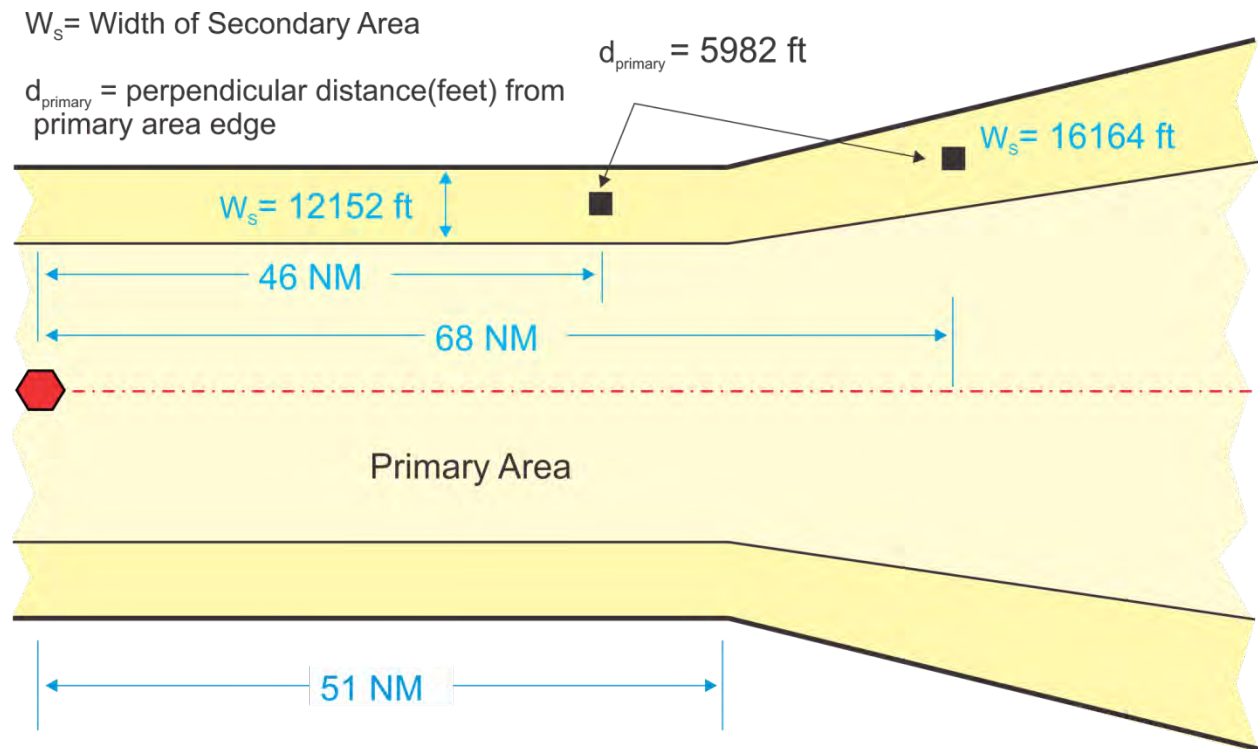 Ws= Width of Secondary Area
dprimary = 5982 ft
dprimary = perpendicular distance(feet) from
primary area edge
Ws= 16164 ft
Ws= 12152 ft
46 NM
68 NM
Primary Area
51 NM